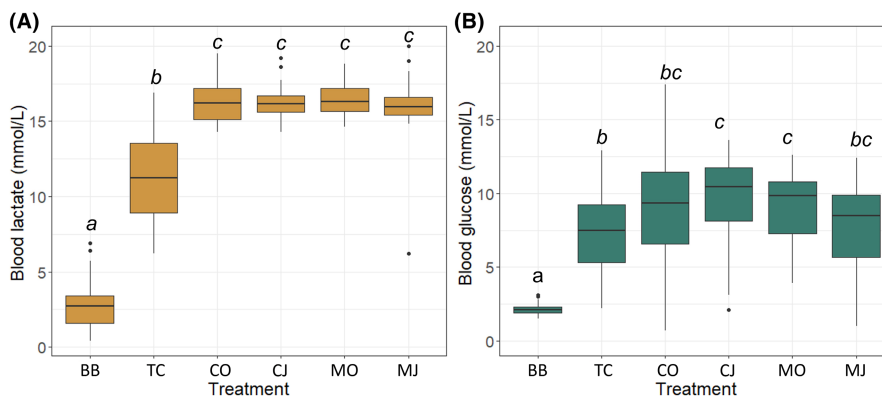 (A)
Blood lactate (mmol/L)
20
15
10
5
0
a
b
c
c
c
c
BB TC CO CJ MO MJ
Treatment
(B)
Blood glucose (mmol/L)
20
15
10
5
0
a
b
bc
c
c
bc
BB TC CO CJ MO MJ
Treatment